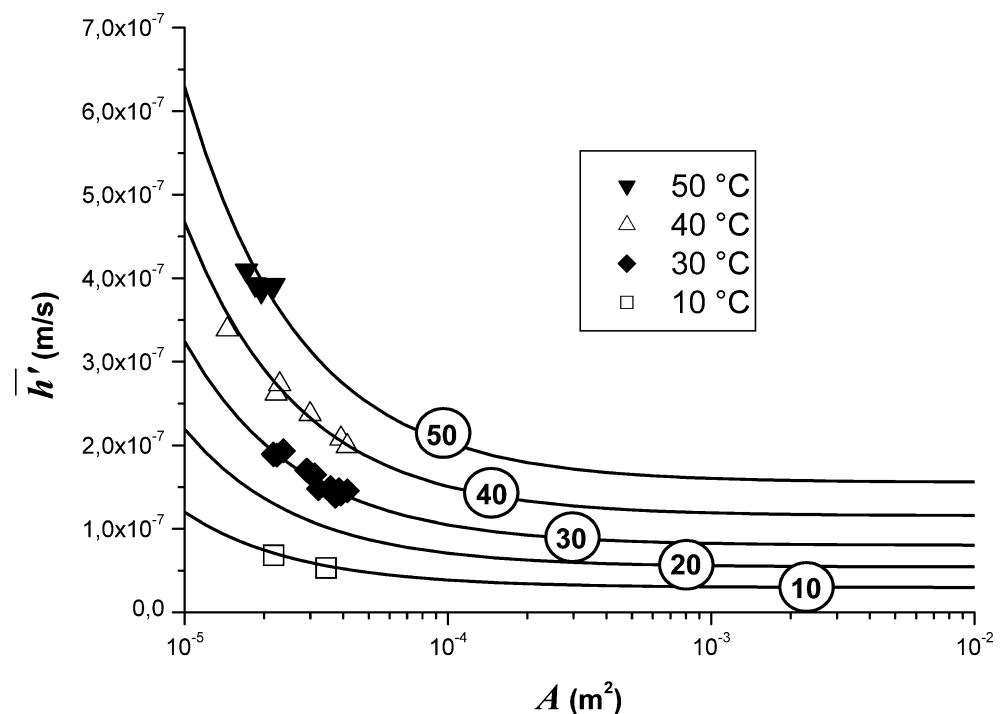 7,0x10⁻⁷
6,0x10⁻⁷
5,0x10⁻⁷
4,0x10⁻⁷
3,0x10⁻⁷
2,0x10⁻⁷
1,0x10⁻⁷
0,0
h̅' (m/s)
50 °C
40 °C
30 °C
10 °C
50
40
30
20
10
10⁻⁵
10⁻⁴
10⁻³
10⁻²
A (m²)